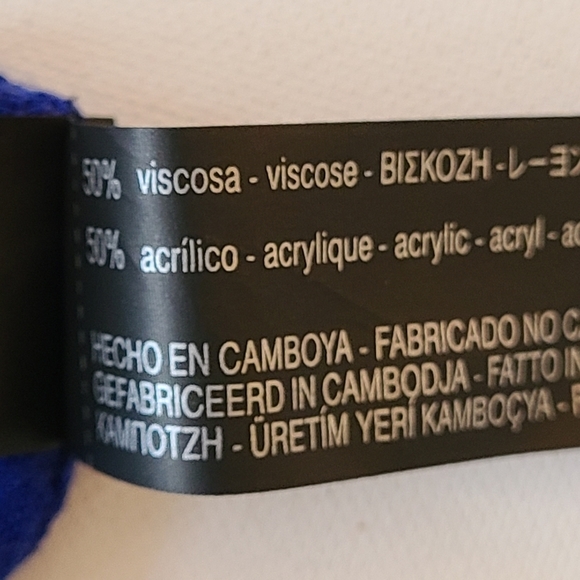 50% viscosa - viscose - ΒΙΣΚΟΖΗ - レーヨン
50% acrílico - acrylique - acrylic - acryl -
HECHO EN CAMBOYA - FABRICADO NO
GEFABRICEERD IN CAMBODJA - FATTO IN
ΚΑΜΠΟΤΖΗ - ÜRETİM YERİ KAMBOÇYA -